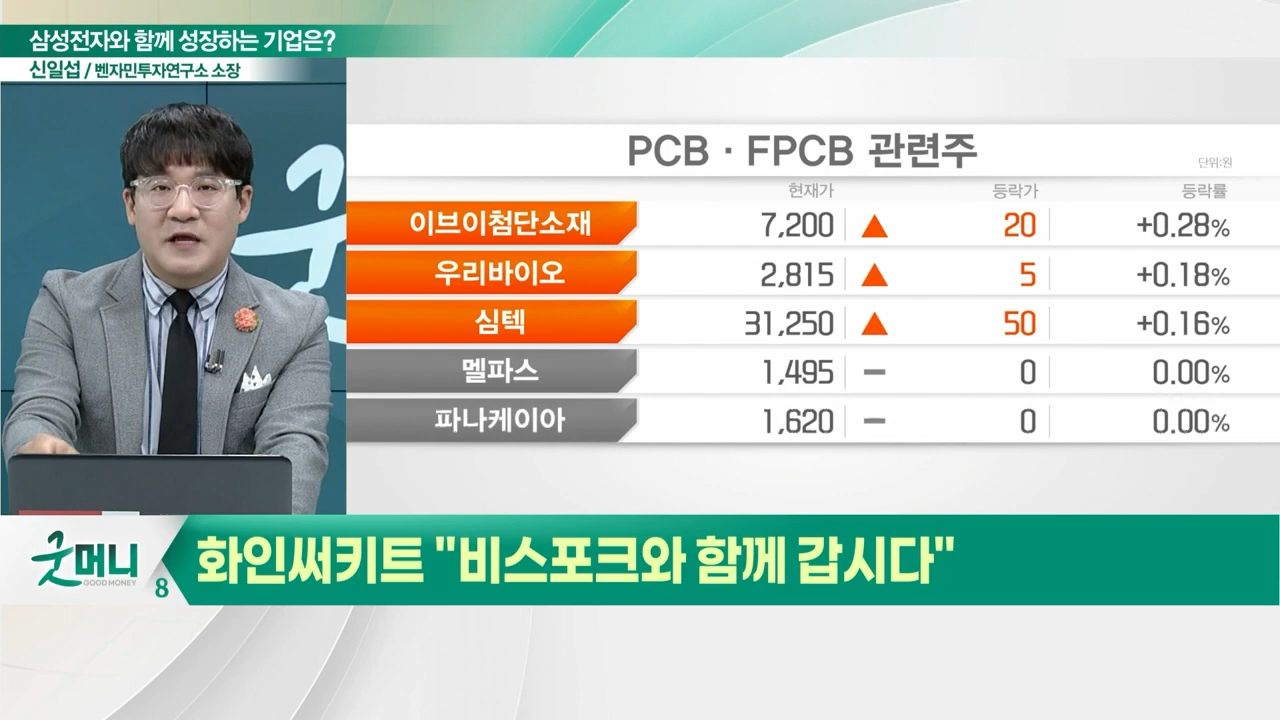 삼성전자와 함께 성장하는 기업은?
신일섭 / 벤자민투자연구소 소장
PCB · FPCB 관련주
단위:원
현재가 등락가 등락률
이브이첨단소재 7,200 ▲ 20 +0.28%
우리바이오 2,815 ▲ 5 +0.18%
심텍 31,250 ▲ 50 +0.16%
멜파스 1,495 - 0 0.00%
파나케이아 1,620 - 0 0.00%
굿머니
GOOD MONEY
8
화인써키트 "비스포크와 함께 갑시다"